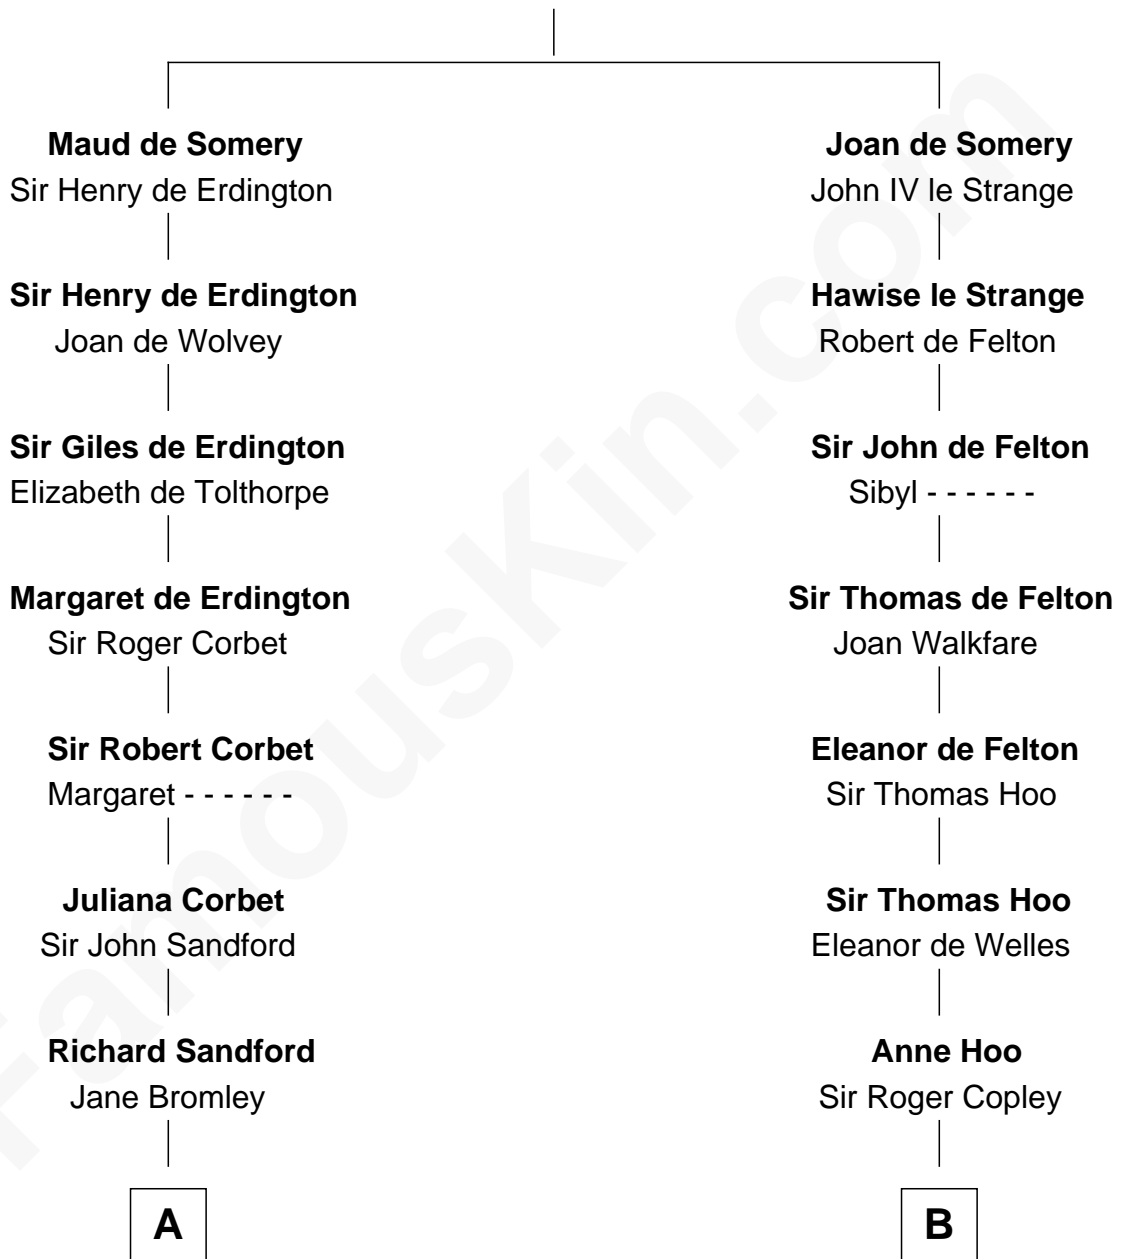 Maud de Somery
Sir Henry de Erdington
Sir Henry de Erdington
Joan de Wolvey
Sir Giles de Erdington
Elizabeth de Tolthorpe
Margaret de Erdington
Sir Roger Corbet
Sir Robert Corbet
Margaret - - - - - -
Juliana Corbet
Sir John Sandford
Richard Sandford
Jane Bromley
A
Joan de Somery
John IV le Strange
Hawise le Strange
Robert de Felton
Sir John de Felton
Sibyl - - - - - -
Sir Thomas de Felton
Joan Walkfare
Eleanor de Felton
Sir Thomas Hoo
Sir Thomas Hoo
Eleanor de Welles
Anne Hoo
Sir Roger Copley
B
FamousKin.com